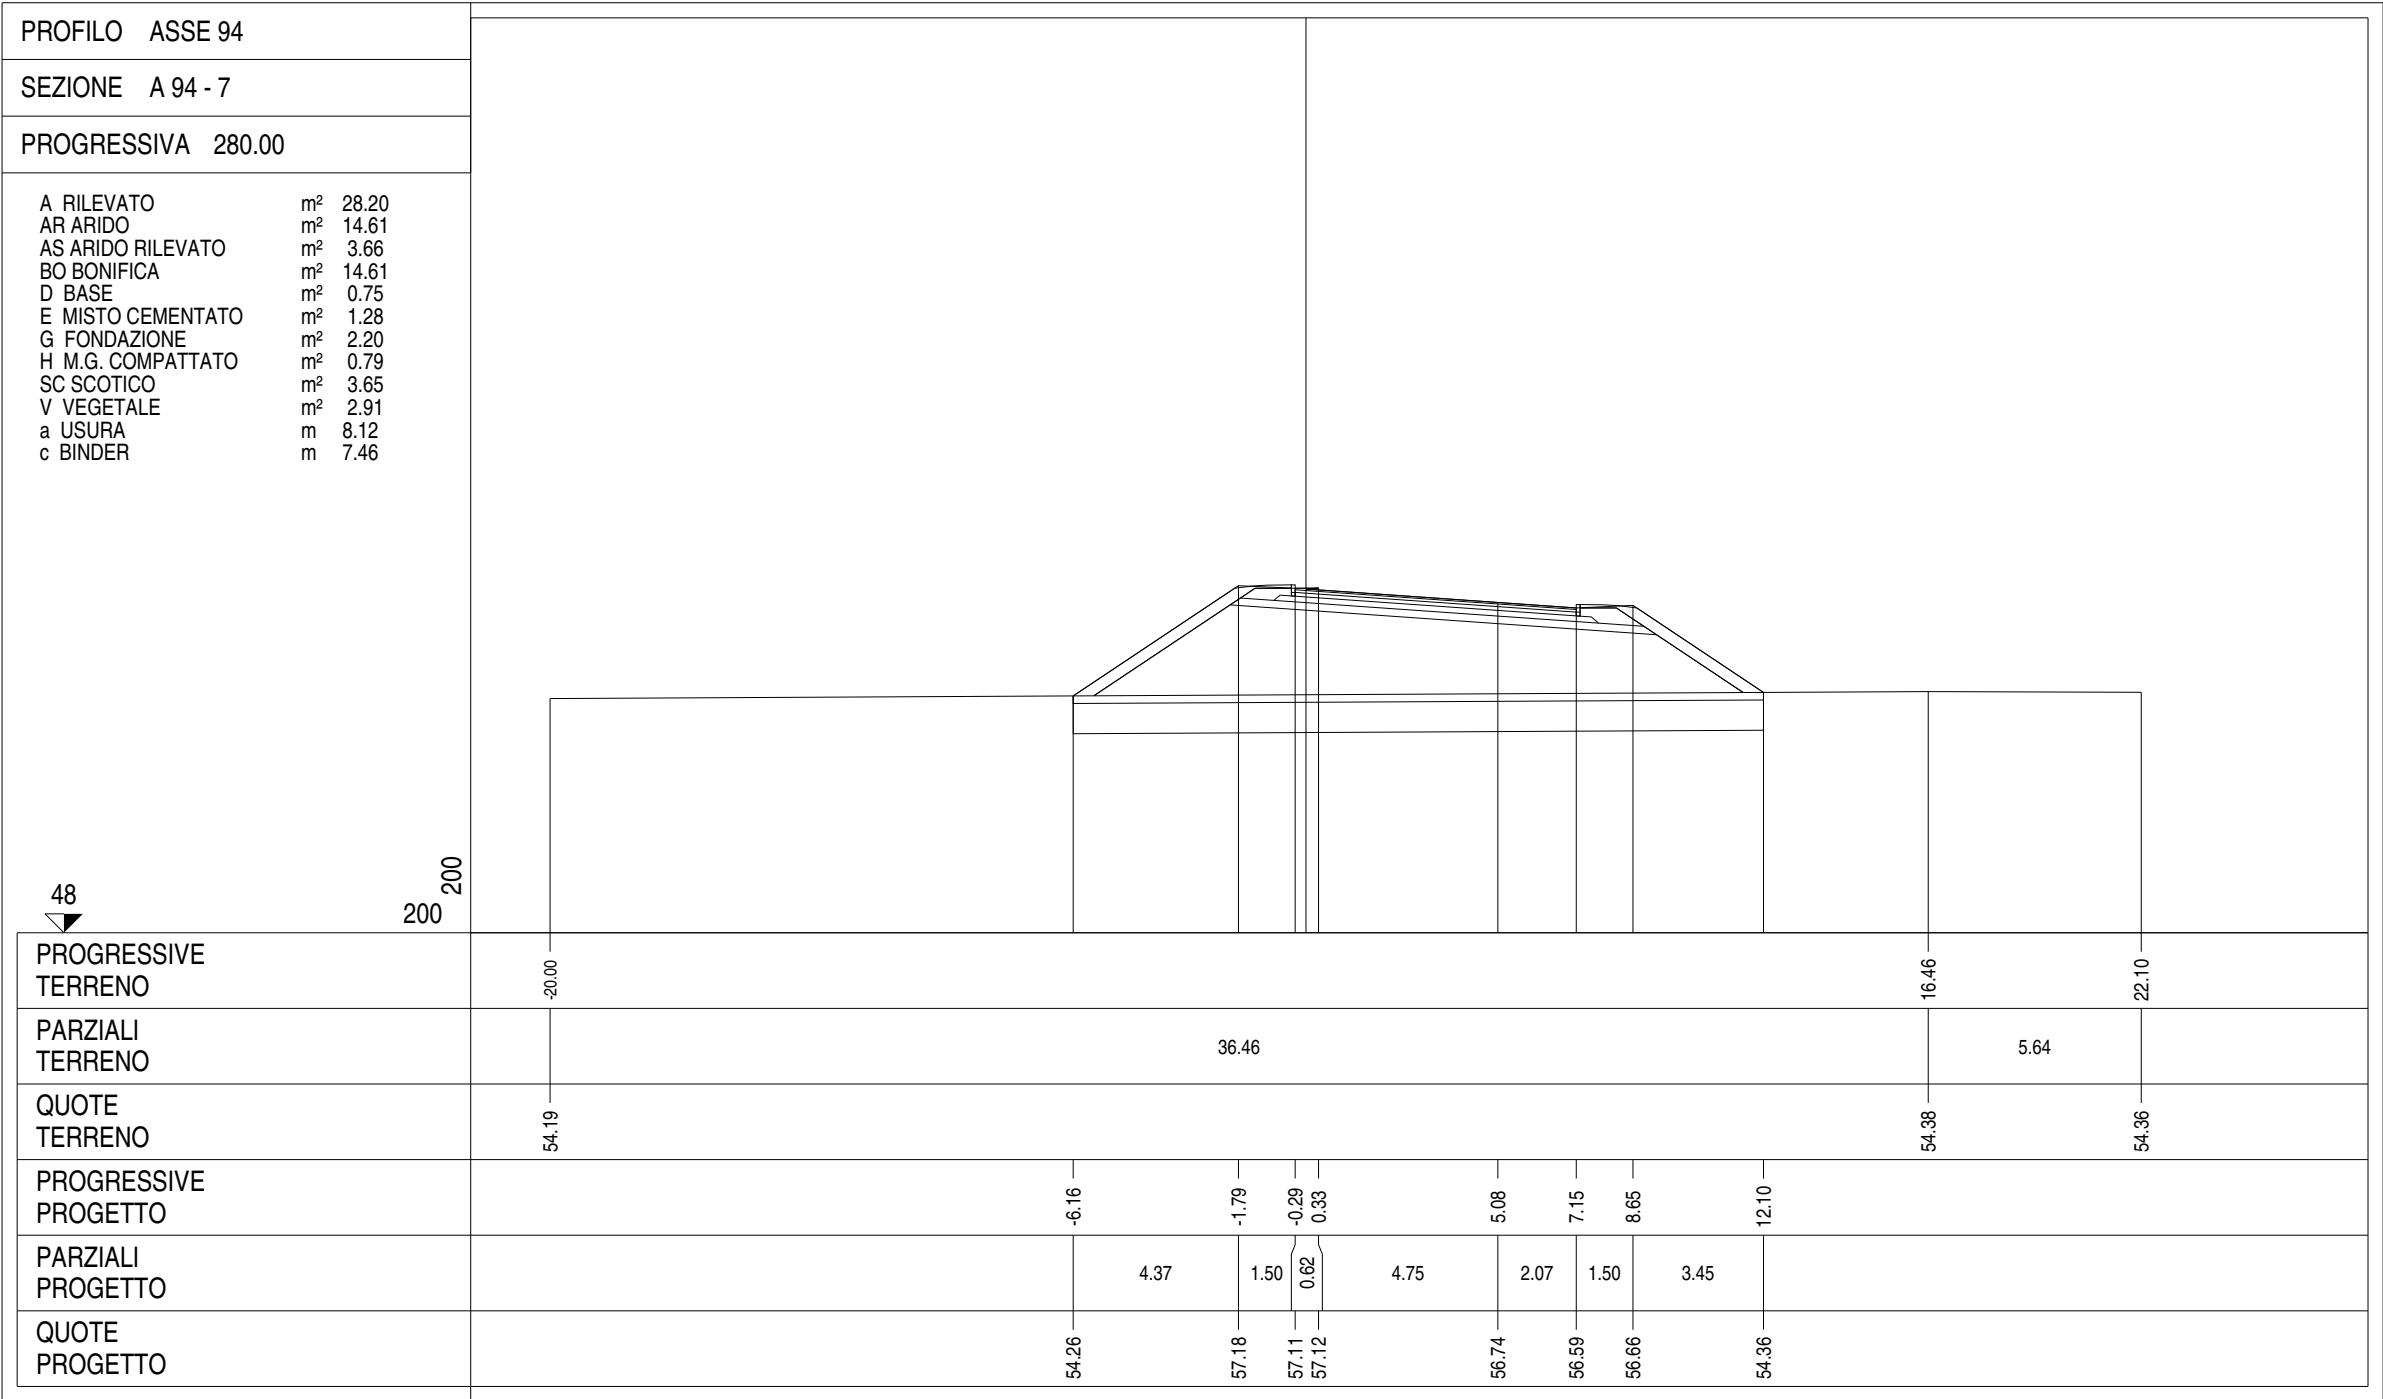 PROFILO ASSE 94
SEZIONE A 94 - 7
PROGRESSIVA 280.00
A RILEVATO m² 28.20
AR ARIDO m² 14.61
AS ARIDO RILEVATO m² 3.66
BO BONIFICA m² 14.61
D BASE m² 0.75
E MISTO CEMENTATO m² 1.28
G FONDAZIONE m² 2.20
H M.G. COMPATTATO m² 0.79
SC SCOTICO m² 3.65
V VEGETALE m² 2.91
a USURA m 8.12
c BINDER m 7.46
200
48
200
PROGRESSIVE
TERRENO
-20.00 16.46 22.10
PARZIALI
TERRENO
36.46 5.64
QUOTE
TERRENO
54.19 54.38 54.36
PROGRESSIVE
PROGETTO
-6.16 -1.79 -0.29 0.33 5.08 7.15 8.65 12.10
PARZIALI
PROGETTO
4.37 1.50 0.62 4.75 2.07 1.50 3.45
QUOTE
PROGETTO
54.26 57.18 57.11 57.12 56.74 56.59 56.66 54.36